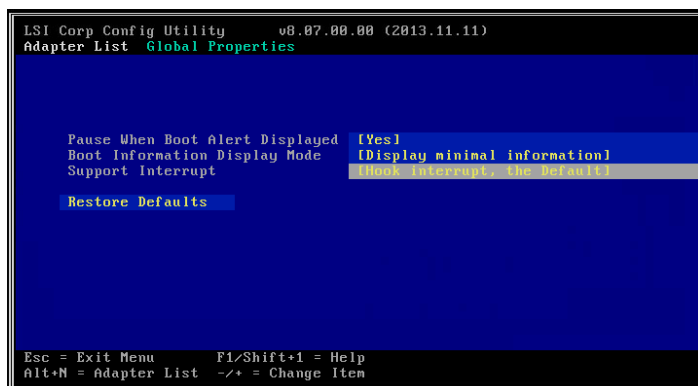 LSI Corp Config Utility v8.07.00.00 (2013.11.11)
Adapter List Global Properties
Pause When Boot Alert Displayed [Yes]
Boot Information Display Mode [Display minimal information]
Support Interrupt [Hook interrupt, the Default]
Restore Defaults
Esc = Exit Menu F1/Shift+1 = Help
Alt+N = Adapter List -/+ = Change Item